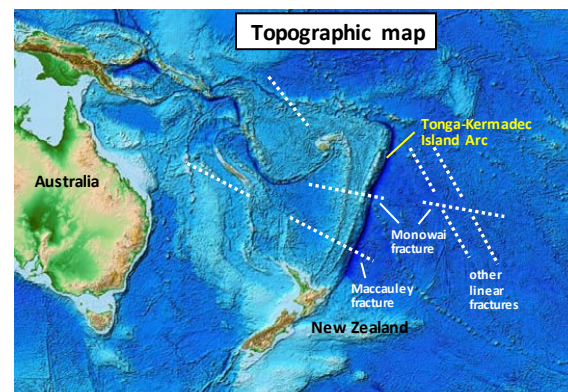 Topographic map
Tonga-Kermadec
Island Arc
Australia
Monowai
fracture
Maccauley
fracture
other
linear
fractures
New Zealand